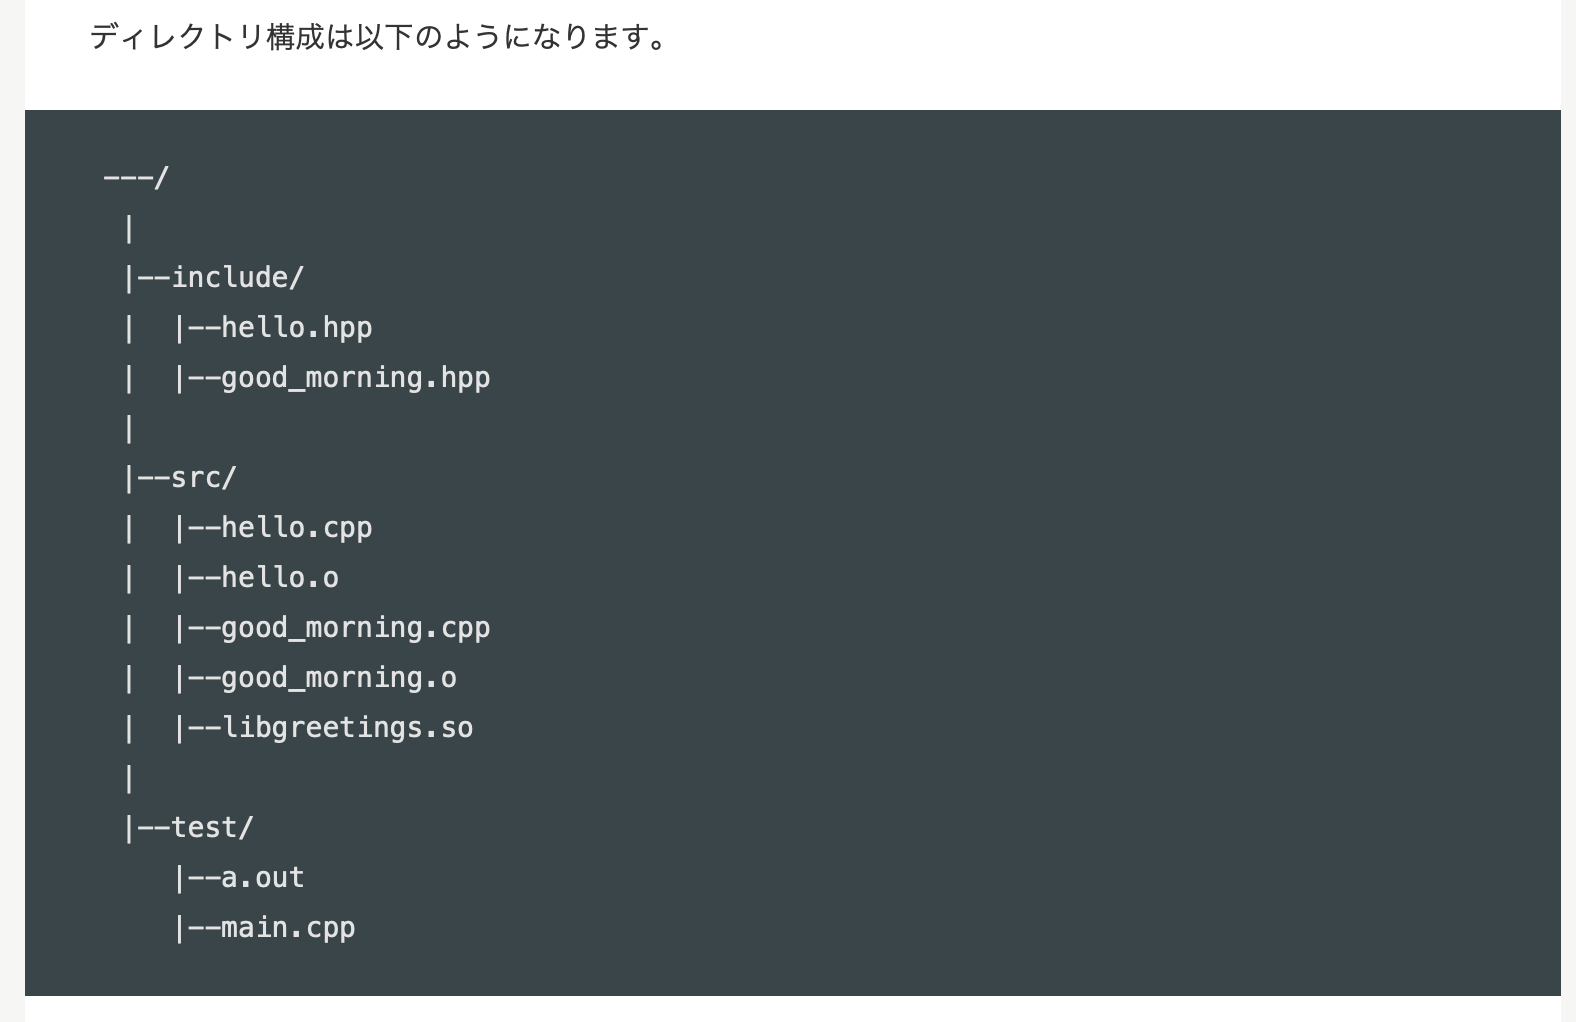 ディレクトリ構成は以下のようになります。
---/
 |
 |--include/
 |  |--hello.hpp
 |  |--good_morning.hpp
 |
 |--src/
 |  |--hello.cpp
 |  |--hello.o
 |  |--good_morning.cpp
 |  |--good_morning.o
 |  |--libgreetings.so
 |
 |--test/
    |--a.out
    |--main.cpp